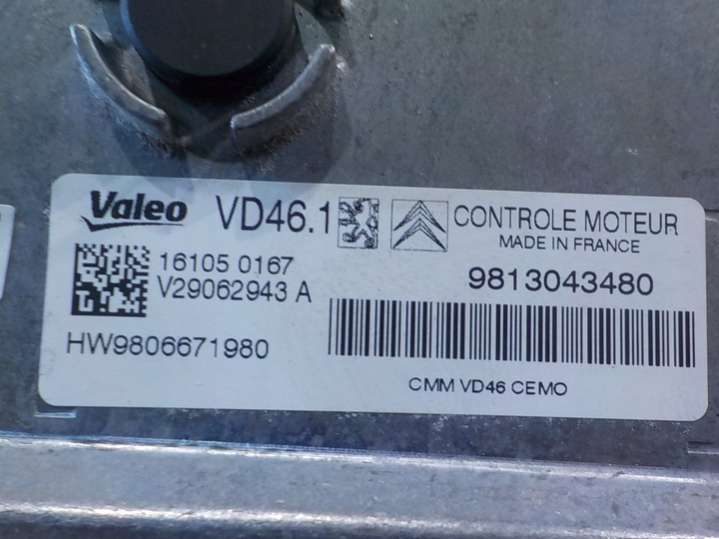 Valeo VD46.1 CONTROLE MOTEUR
MADE IN FRANCE
16105 0167
V29062943 A
9813043480
HW9806671980
CMM VD46 CEMO